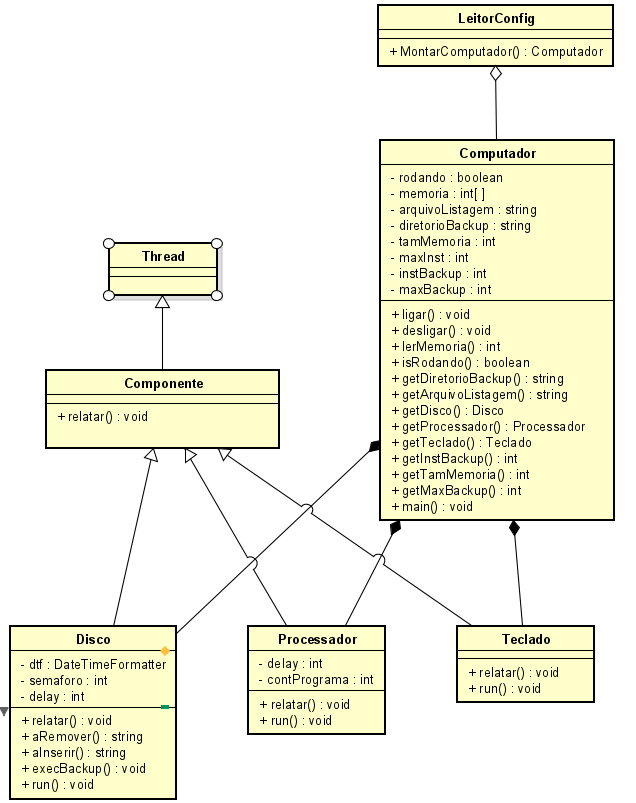 LeitorConfig
+ MontarComputador() : Computador
Computador
- rodando : boolean
- memoria : int[ ]
- arquivoListagem : string
- diretorioBackup : string
- tamMemoria : int
- maxInst : int
- instBackup : int
- maxBackup : int
+ ligar() : void
+ desligar() : void
+ lerMemoria() : int
+ isRodando() : boolean
+ getDiretorioBackup() : string
+ getArquivoListagem() : string
+ getDisco() : Disco
+ getProcessador() : Processador
+ getTeclado() : Teclado
+ getInstBackup() : int
+ getTamMemoria() : int
+ getMaxBackup() : int
+ main() : void
Thread
Componente
+ relatar() : void
Disco
- dtf : DateTimeFormatter
- semaforo : int
- delay : int
+ relatar() : void
+ aRemover() : string
+ aInserir() : string
+ execBackup() : void
+ run() : void
Processador
- delay : int
- contPrograma : int
+ relatar() : void
+ run() : void
Teclado
+ relatar() : void
+ run() : void